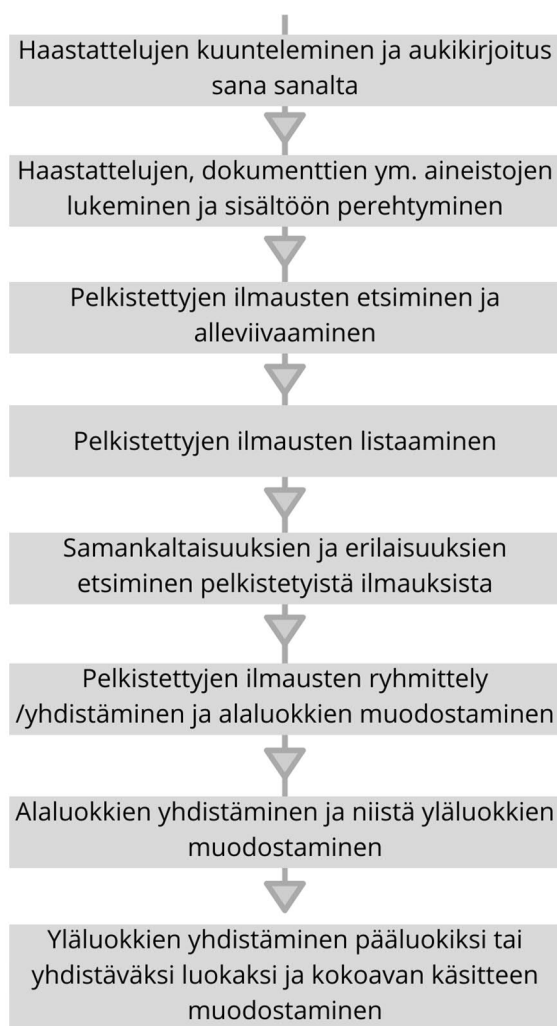 Haastattelujen kuunteleminen ja aukikirjoitus
sana sanalta
Haastattelujen, dokumenttien ym. aineistojen
lukeminen ja sisältöön perehtyminen
Pelkistettyjen ilmausten etsiminen ja
alleviivaaminen
Pelkistettyjen ilmausten listaaminen
Samankaltaisuuksien ja erilaisuuksien
etsiminen pelkistetyistä ilmauksista
Pelkistettyjen ilmausten ryhmittely
/yhdistäminen ja alaluokkien muodostaminen
Alaluokkien yhdistäminen ja niistä yläluokkien
muodostaminen
Yläluokkien yhdistäminen pääluokiksi tai
yhdistäväksi luokaksi ja kokoavan käsitteen
muodostaminen